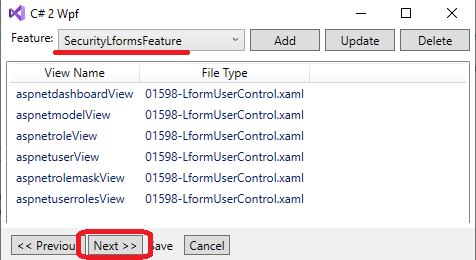 C# 2 Wpf
Feature: SecurityLformsFeature Add Update Delete
View Name File Type
aspnetdashboardView 01598-LformUserControl.xaml
aspnetmodelView 01598-LformUserControl.xaml
aspnetroleView 01598-LformUserControl.xaml
aspnetuserView 01598-LformUserControl.xaml
aspnetrolemaskView 01598-LformUserControl.xaml
aspnetuserrolesView 01598-LformUserControl.xaml
<< Previou Next >> ave Cancel